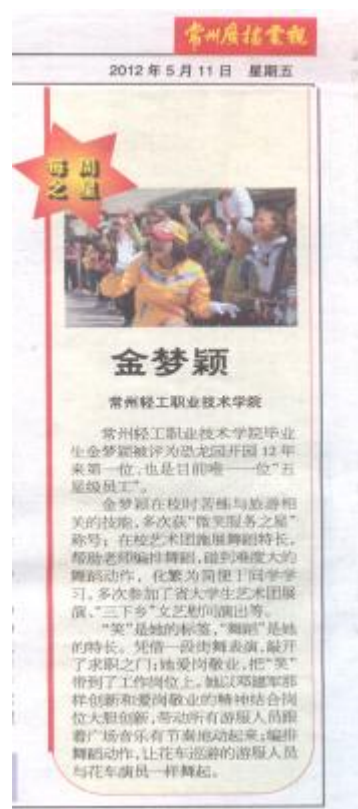 常州广播电视
2012年5月11日 星期五
每周
之星
金梦颖
常州轻工职业技术学院
常州轻工职业技术学院毕业
生金梦颖被评为恐龙园开园12年
来第一位、也是目前唯一一位“五
星级员工”。
金梦颖在校时苦练与旅游相
关的技能,多次获“微笑服务之星”
称号;在校艺术团施展舞蹈特长,
帮助老师编排舞蹈,碰到难度大的
舞蹈动作,化繁为简便于同学学
习,多次参加了省大学生艺术团展
演、“三下乡”文艺慰问演出等。
“笑”是她的标签,“舞蹈”是她
的特长。凭借一段街舞表演,敲开
了求职之门;她爱岗敬业,把“笑”
带到了工作岗位上。她以邓建军那
样创新和爱岗敬业的精神结合岗
位大胆创新,带动所有游服人员跟
着广场音乐有节奏地动起来;编排
舞蹈动作,让花车巡游的游服人员
与花车演员一样舞起。